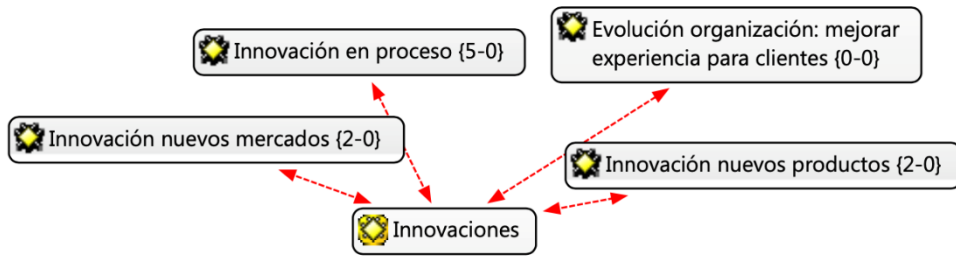 Innovación en proceso {5-0}
Evolución organización: mejorar
experiencia para clientes {0-0}
Innovación nuevos mercados {2-0}
Innovación nuevos productos {2-0}
Innovaciones